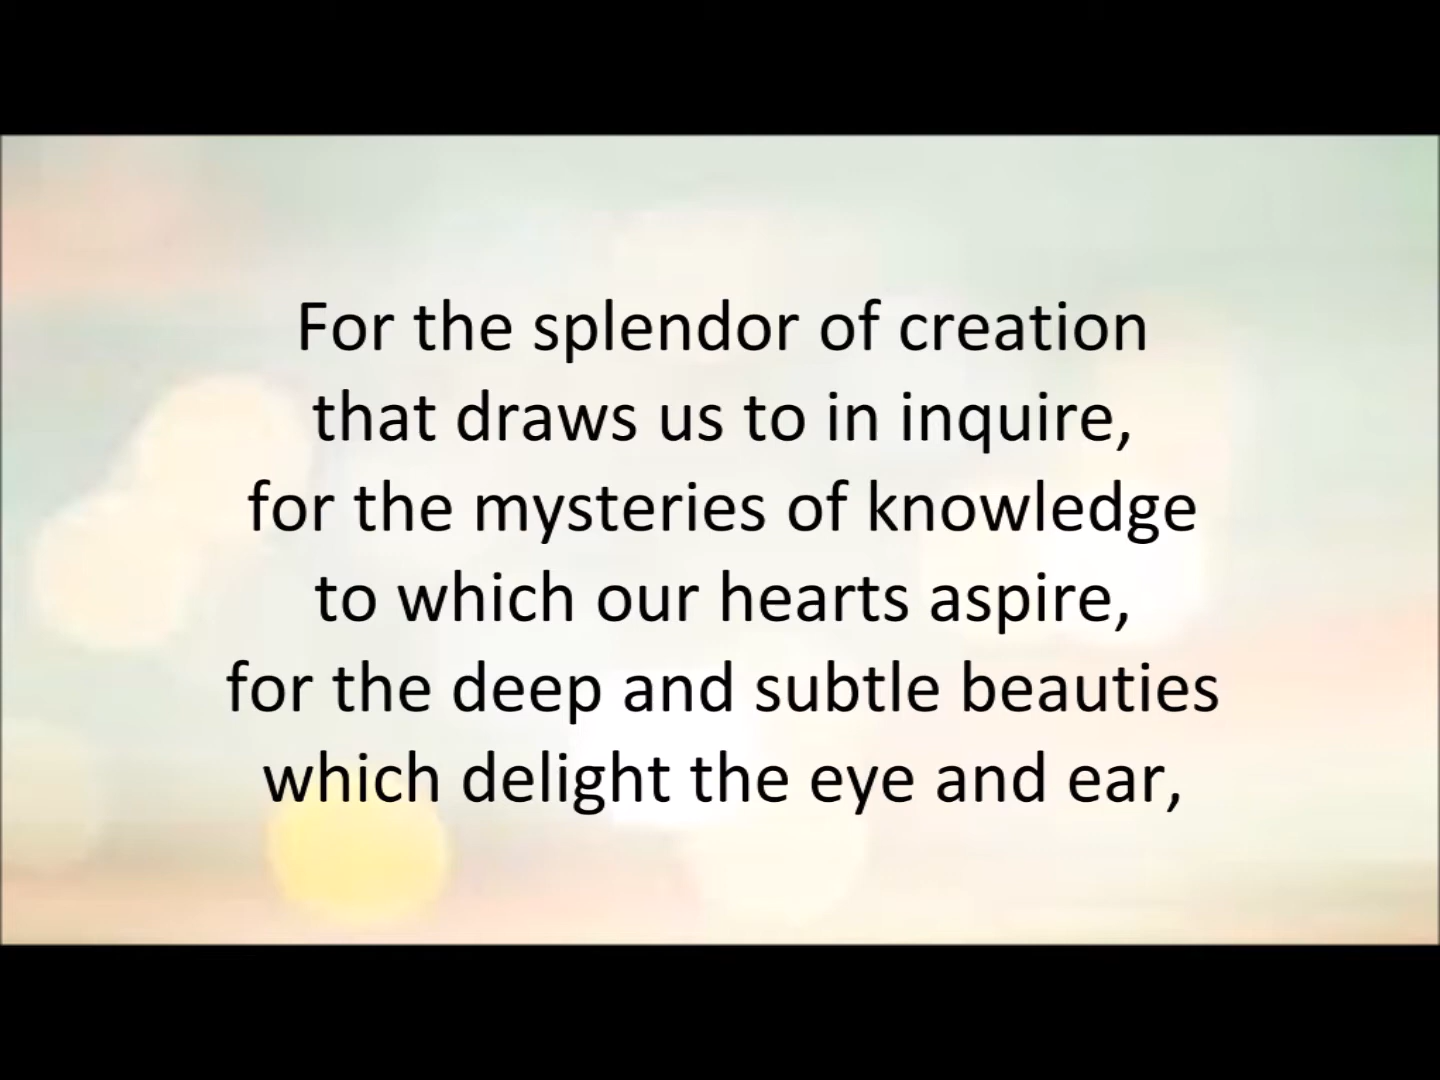 For the splendor of creation
that draws us to in inquire,
for the mysteries of knowledge
to which our hearts aspire,
for the deep and subtle beauties
which delight the eye and ear,